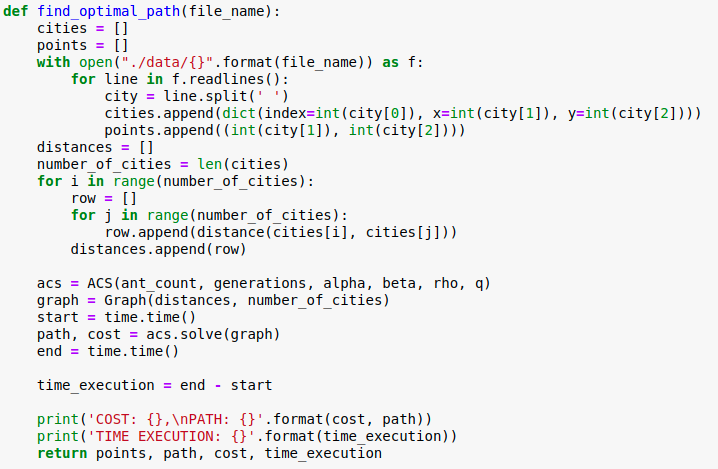 def find_optimal_path(file_name):
    cities = []
    points = []
    with open("./data/{}".format(file_name)) as f:
        for line in f.readlines():
            city = line.split(' ')
            cities.append(dict(index=int(city[0]), x=int(city[1]), y=int(city[2])))
            points.append((int(city[1]), int(city[2])))
    distances = []
    number_of_cities = len(cities)
    for i in range(number_of_cities):
        row = []
        for j in range(number_of_cities):
            row.append(distance(cities[i], cities[j]))
        distances.append(row)

    acs = ACS(ant_count, generations, alpha, beta, rho, q)
    graph = Graph(distances, number_of_cities)
    start = time.time()
    path, cost = acs.solve(graph)
    end = time.time()

    time_execution = end - start

    print('COST: {},\nPATH: {}'.format(cost, path))
    print('TIME EXECUTION: {}'.format(time_execution))
    return points, path, cost, time_execution